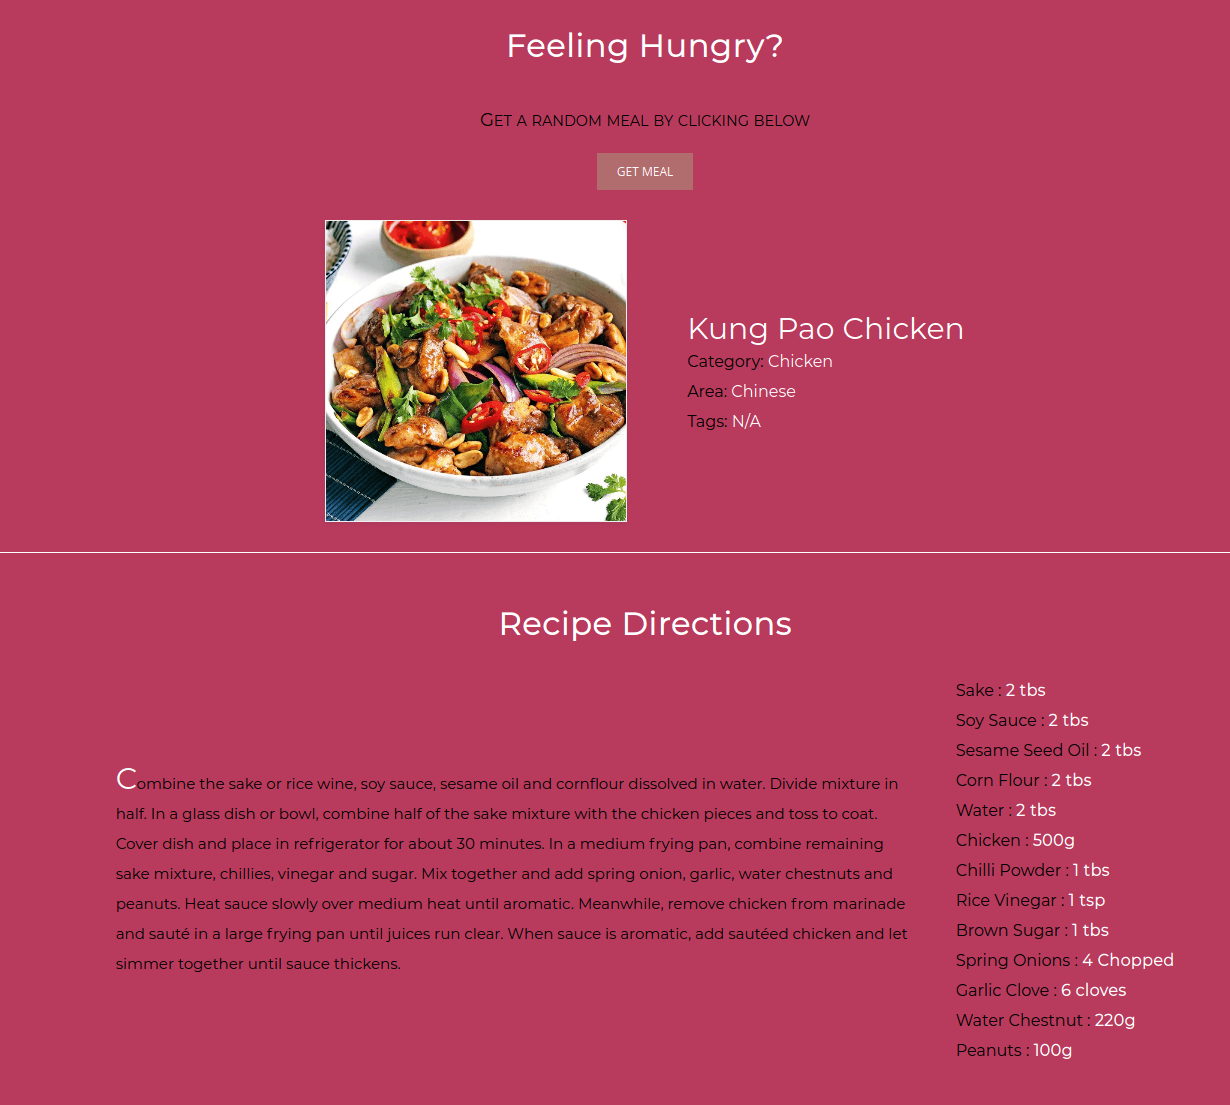 Feeling Hungry?
Get a random meal by clicking below
GET MEAL
Kung Pao Chicken
Category: Chicken
Area: Chinese
Tags: N/A
Recipe Directions
Combine the sake or rice wine, soy sauce, sesame oil and cornflour dissolved in water. Divide mixture in
half. In a glass dish or bowl, combine half of the sake mixture with the chicken pieces and toss to coat.
Cover dish and place in refrigerator for about 30 minutes. In a medium frying pan, combine remaining
sake mixture, chillies, vinegar and sugar. Mix together and add spring onion, garlic, water chestnuts and
peanuts. Heat sauce slowly over medium heat until aromatic. Meanwhile, remove chicken from marinade
and sauté in a large frying pan until juices run clear. When sauce is aromatic, add sautéed chicken and let
simmer together until sauce thickens.
Sake : 2 tbs
Soy Sauce : 2 tbs
Sesame Seed Oil : 2 tbs
Corn Flour : 2 tbs
Water : 2 tbs
Chicken : 500g
Chilli Powder : 1 tbs
Rice Vinegar : 1 tsp
Brown Sugar : 1 tbs
Spring Onions : 4 Chopped
Garlic Clove : 6 cloves
Water Chestnut : 220g
Peanuts : 100g